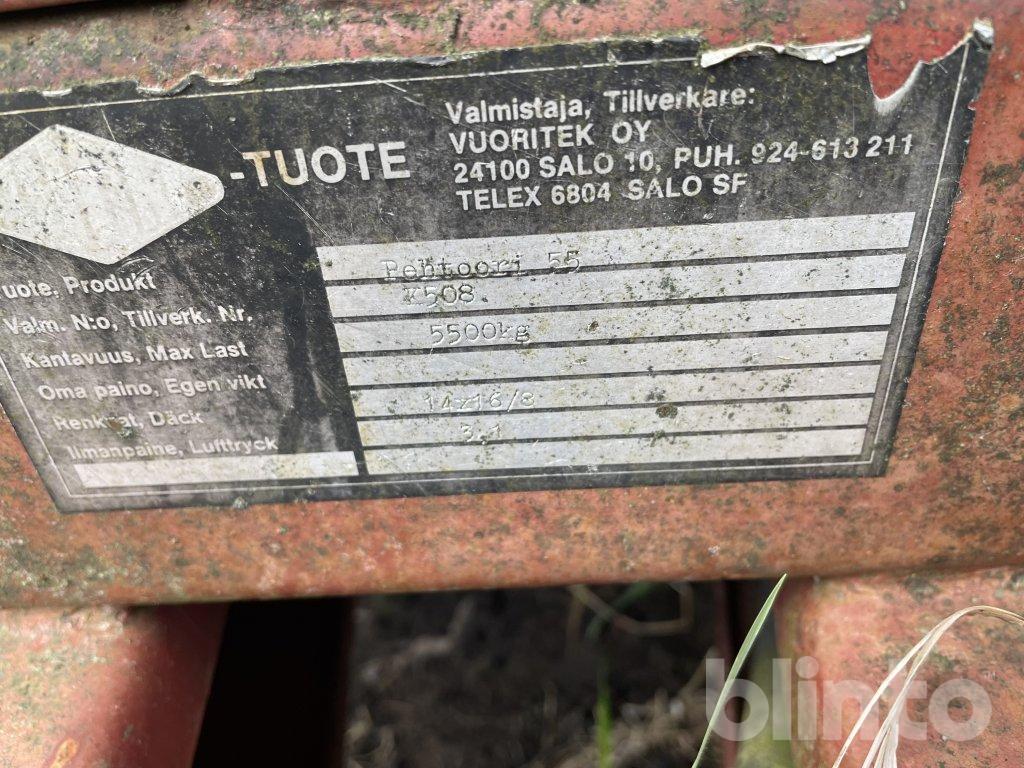 -TUOTE
Valmistaja, Tillverkare:
VUORITEK OY
24100 SALO 10, PUH. 924-613 211
TELEX 6804 SALO SF
uote, Produkt
Pehtoori 55
Valm. N:o, Tillverk. Nr.
K508
Kantavuus, Max Last
5500kg
Oma paino, Egen vikt
Renkaat, Däck
14x16/8
Ilmanpaine, Lufttryck
3,1
blinto